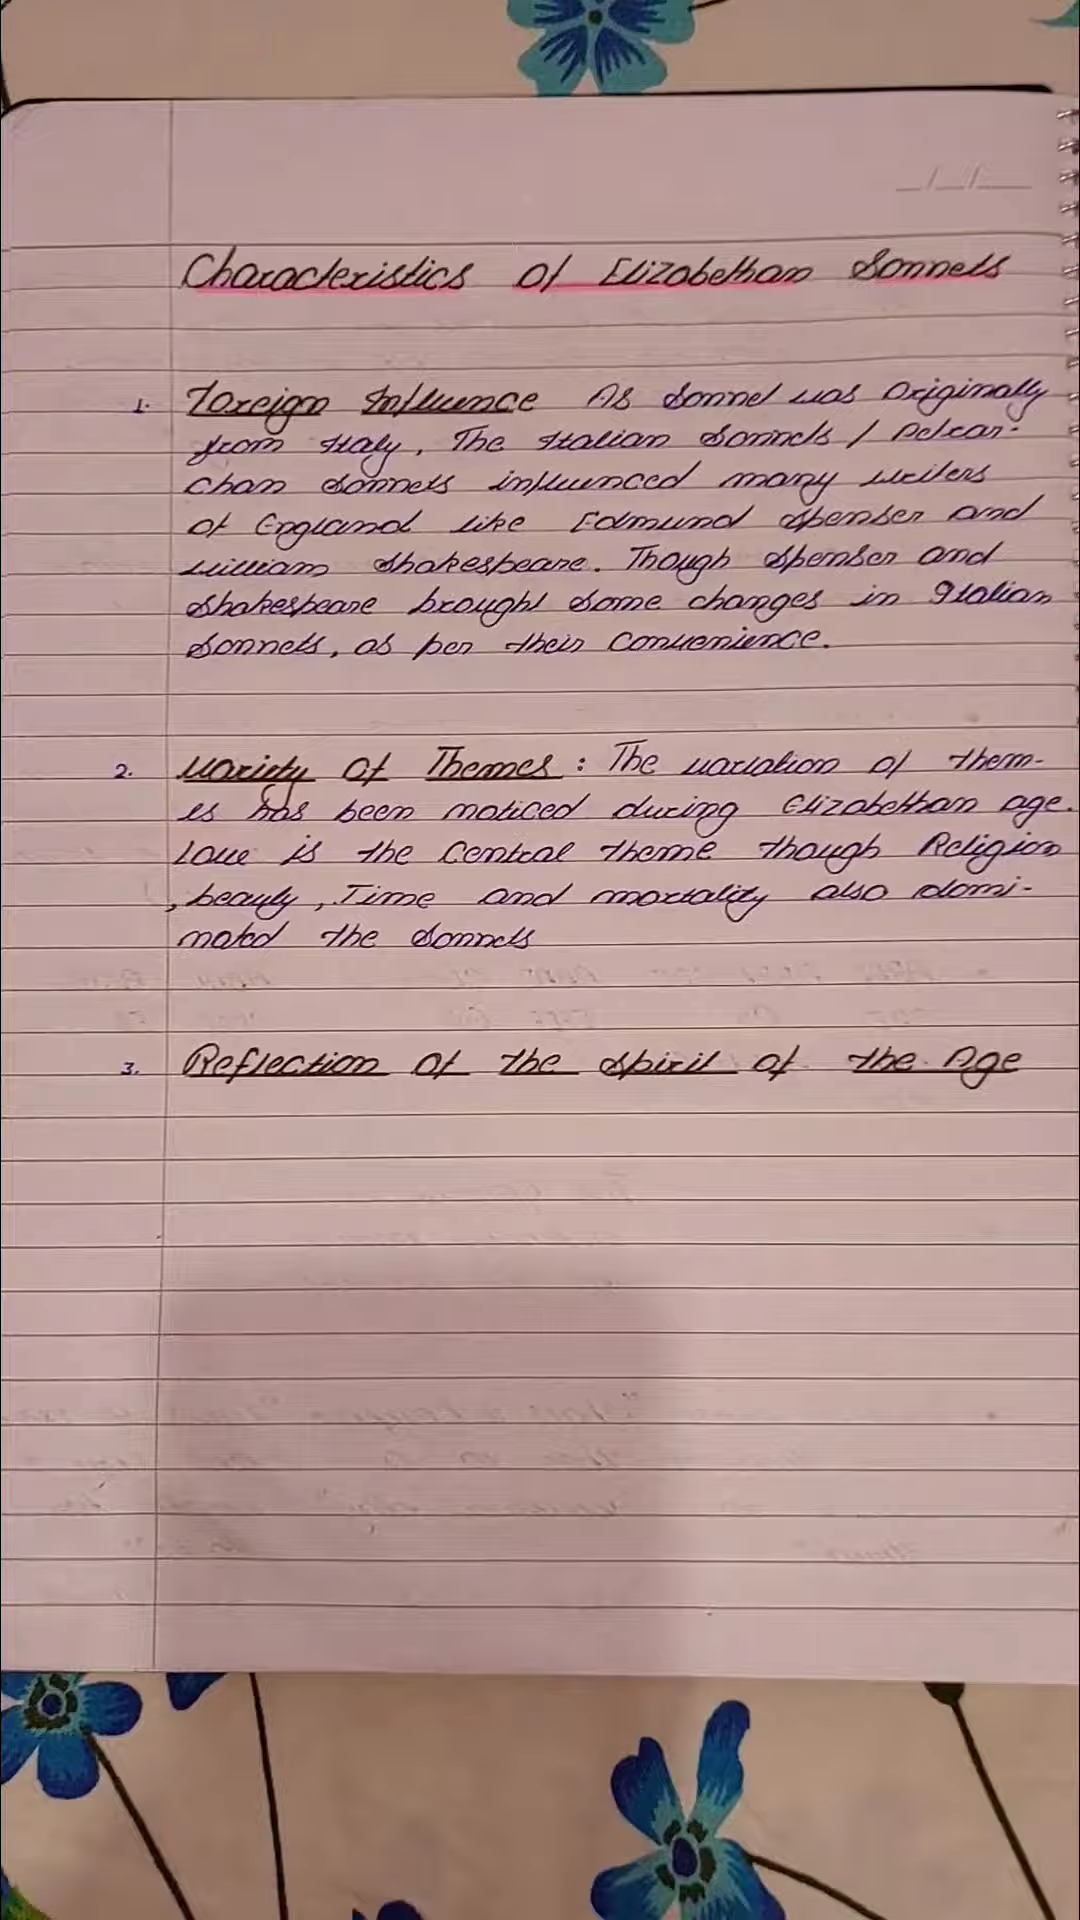 Characteristics of Elizabethan Sonnets
1. Foreign Influence As Sonnet was Originally
from Italy, The Italian Sonnets / Petrar-
chan Sonnets influenced many writers
of England like Edmund Spenser and
William Shakespeare. Though Spenser and
Shakespeare brought some changes in Italian
Sonnets, as per their Convenience.
2. Variety Of Themes : The variation of them-
es has been noticed during Elizabethan age.
Love is the Central theme though Religion
, beauty, Time and mortality also domi-
nated the Sonnets
3. Reflection of the Spirit of the Age